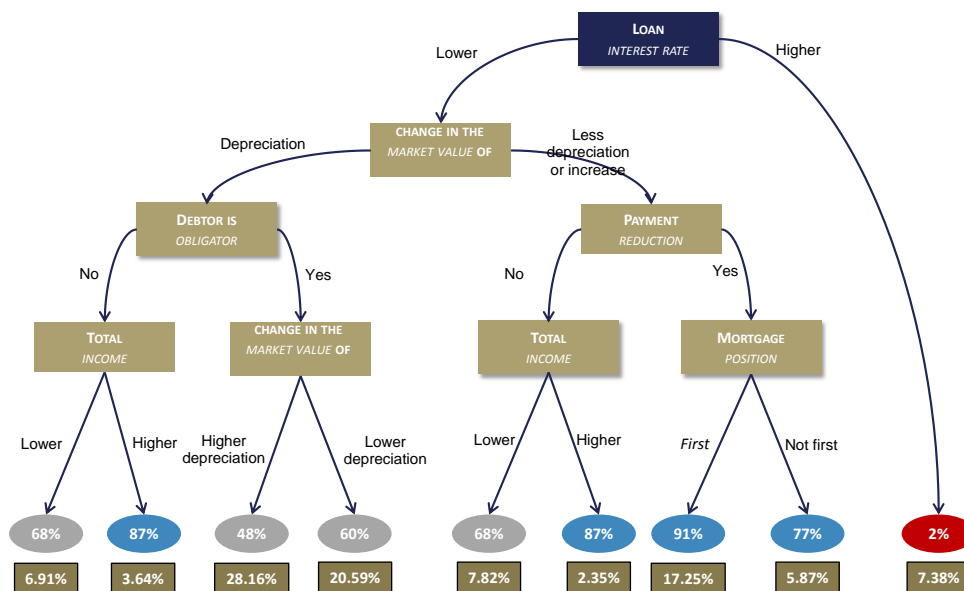 LOAN
INTEREST RATE
Lower
Higher
CHANGE IN THE
MARKET VALUE OF
Depreciation
Less
depreciation
or increase
DEBTOR IS
OBLIGATOR
PAYMENT
REDUCTION
No
Yes
No
Yes
TOTAL
INCOME
CHANGE IN THE
MARKET VALUE OF
TOTAL
INCOME
MORTGAGE
POSITION
Lower
Higher
Higher
depreciation
Lower
depreciation
Lower
Higher
First
Not first
68%
87%
48%
60%
68%
87%
91%
77%
2%
6.91%
3.64%
28.16%
20.59%
7.82%
2.35%
17.25%
5.87%
7.38%